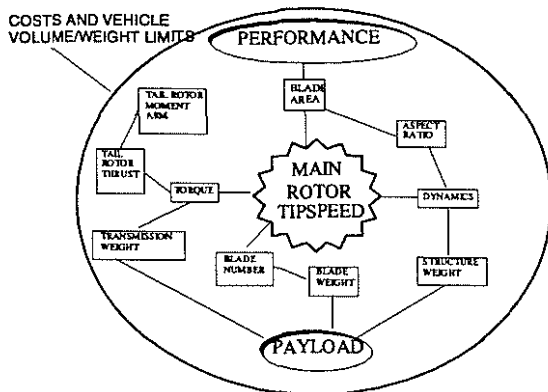 COSTS AND VEHICLE
VOLUME/WEIGHT LIMITS
PERFORMANCE
BLADE
AREA
TAIL ROTOR
MOMENT
ARM
ASPECT
RATIO
TAIL
ROTOR
THRUST
TORQUE
MAIN
ROTOR
TIPSPEED
DYNAMICS
TRANSMISSION
WEIGHT
BLADE
NUMBER
BLADE
WEIGHT
STRUCTURE
WEIGHT
PAYLOAD